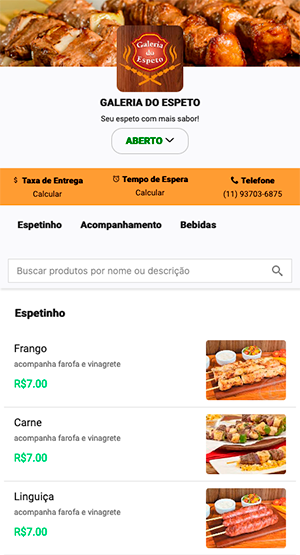 Galeria
do
Espeto
GALERIA DO ESPETO
Seu espeto com mais sabor!
ABERTO
$ Taxa de Entrega
Calcular
Tempo de Espera
Calcular
Telefone
(11) 93703-6875
Espetinho Acompanhamento Bebidas
Buscar produtos por nome ou descrição
Espetinho
Frango
acompanha farofa e vinagrete
R$7.00
Carne
acompanha farofa e vinagrete
R$7.00
Linguiça
acompanha farofa e vinagrete
R$7.00